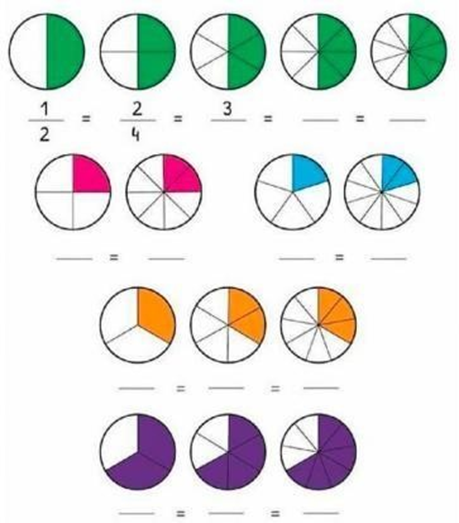 1 = 2 = 3 = =
2 4
= =
= =
= =